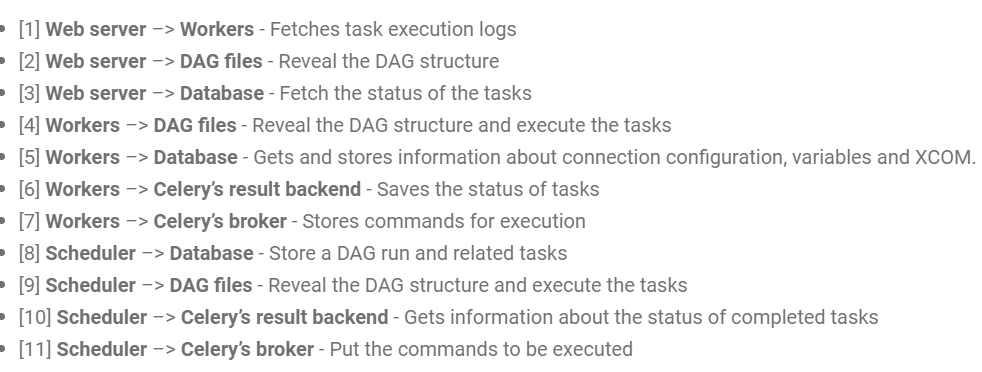 • [1] Web server –> Workers - Fetches task execution logs
• [2] Web server –> DAG files - Reveal the DAG structure
• [3] Web server –> Database - Fetch the status of the tasks
• [4] Workers –> DAG files - Reveal the DAG structure and execute the tasks
• [5] Workers –> Database - Gets and stores information about connection configuration, variables and XCOM.
• [6] Workers –> Celery’s result backend - Saves the status of tasks
• [7] Workers –> Celery’s broker - Stores commands for execution
• [8] Scheduler –> Database - Store a DAG run and related tasks
• [9] Scheduler –> DAG files - Reveal the DAG structure and execute the tasks
• [10] Scheduler –> Celery’s result backend - Gets information about the status of completed tasks
• [11] Scheduler –> Celery’s broker - Put the commands to be executed